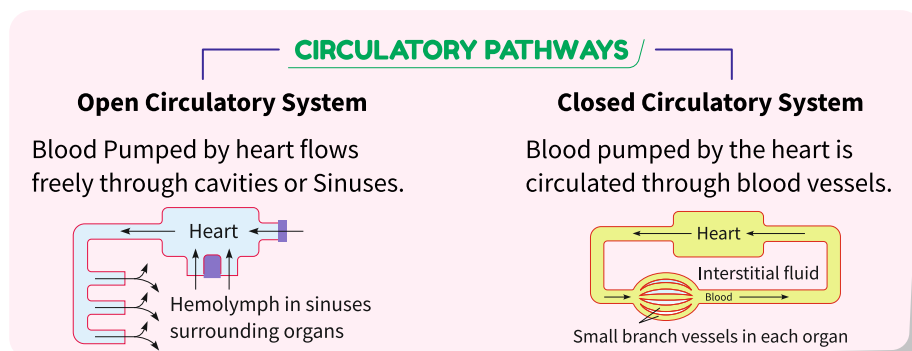 CIRCULATORY PATHWAYS
Open Circulatory System
Blood Pumped by heart flows
freely through cavities or Sinuses.
Heart
Hemolymph in sinuses
surrounding organs
Closed Circulatory System
Blood pumped by the heart is
circulated through blood vessels.
Heart
Interstitial fluid
Blood
Small branch vessels in each organ